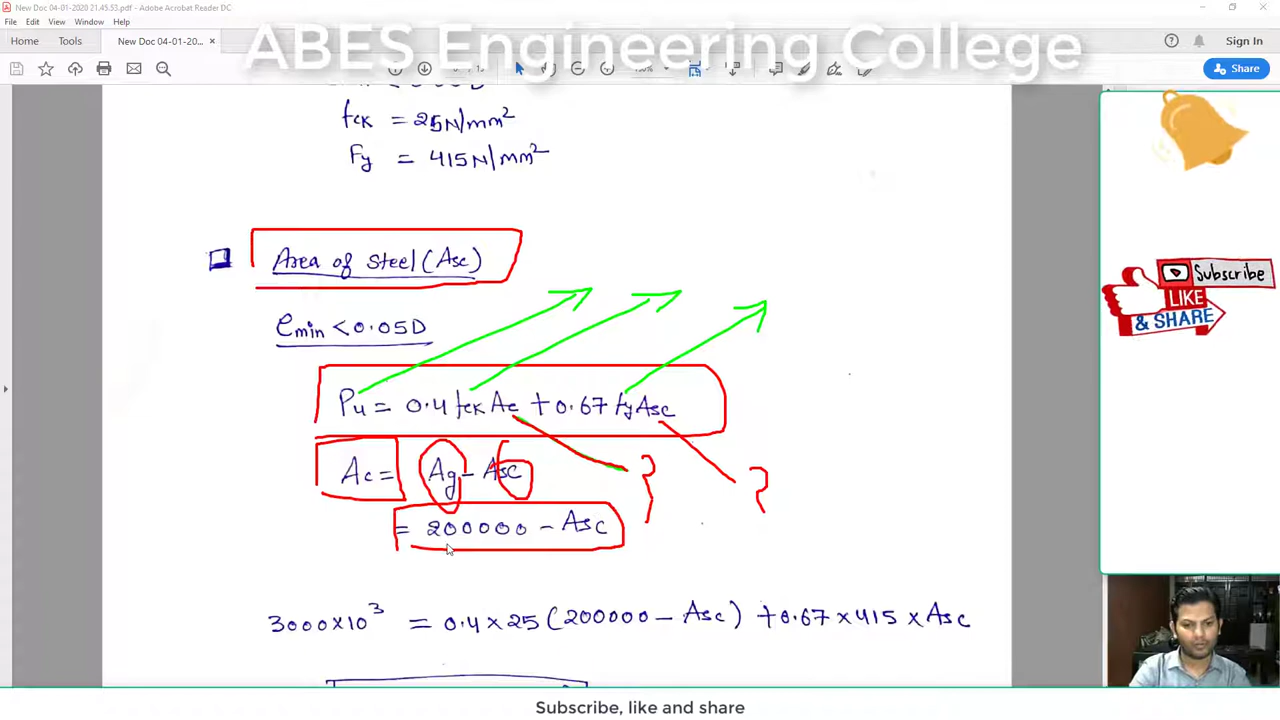 New Doc 04-01-2020 21.45.53.pdf - Adobe Acrobat Reader DC
File Edit View Window Help
Home Tools New Doc 04-01-20... × Sign In
ABES Engineering College
Share
fck = 25N/mm²
Fy = 415N/mm²
Area of steel (Asc)
emin < 0.05D
Pu = 0.4 fck Ac + 0.67 fy Asc
Ac = Ag - Asc
= 200000 - Asc
? ?
3000×10³ = 0.4×25 (200000 - Asc) + 0.67×415×Asc
Subscribe
LIKE
& SHARE
Subscribe, like and share